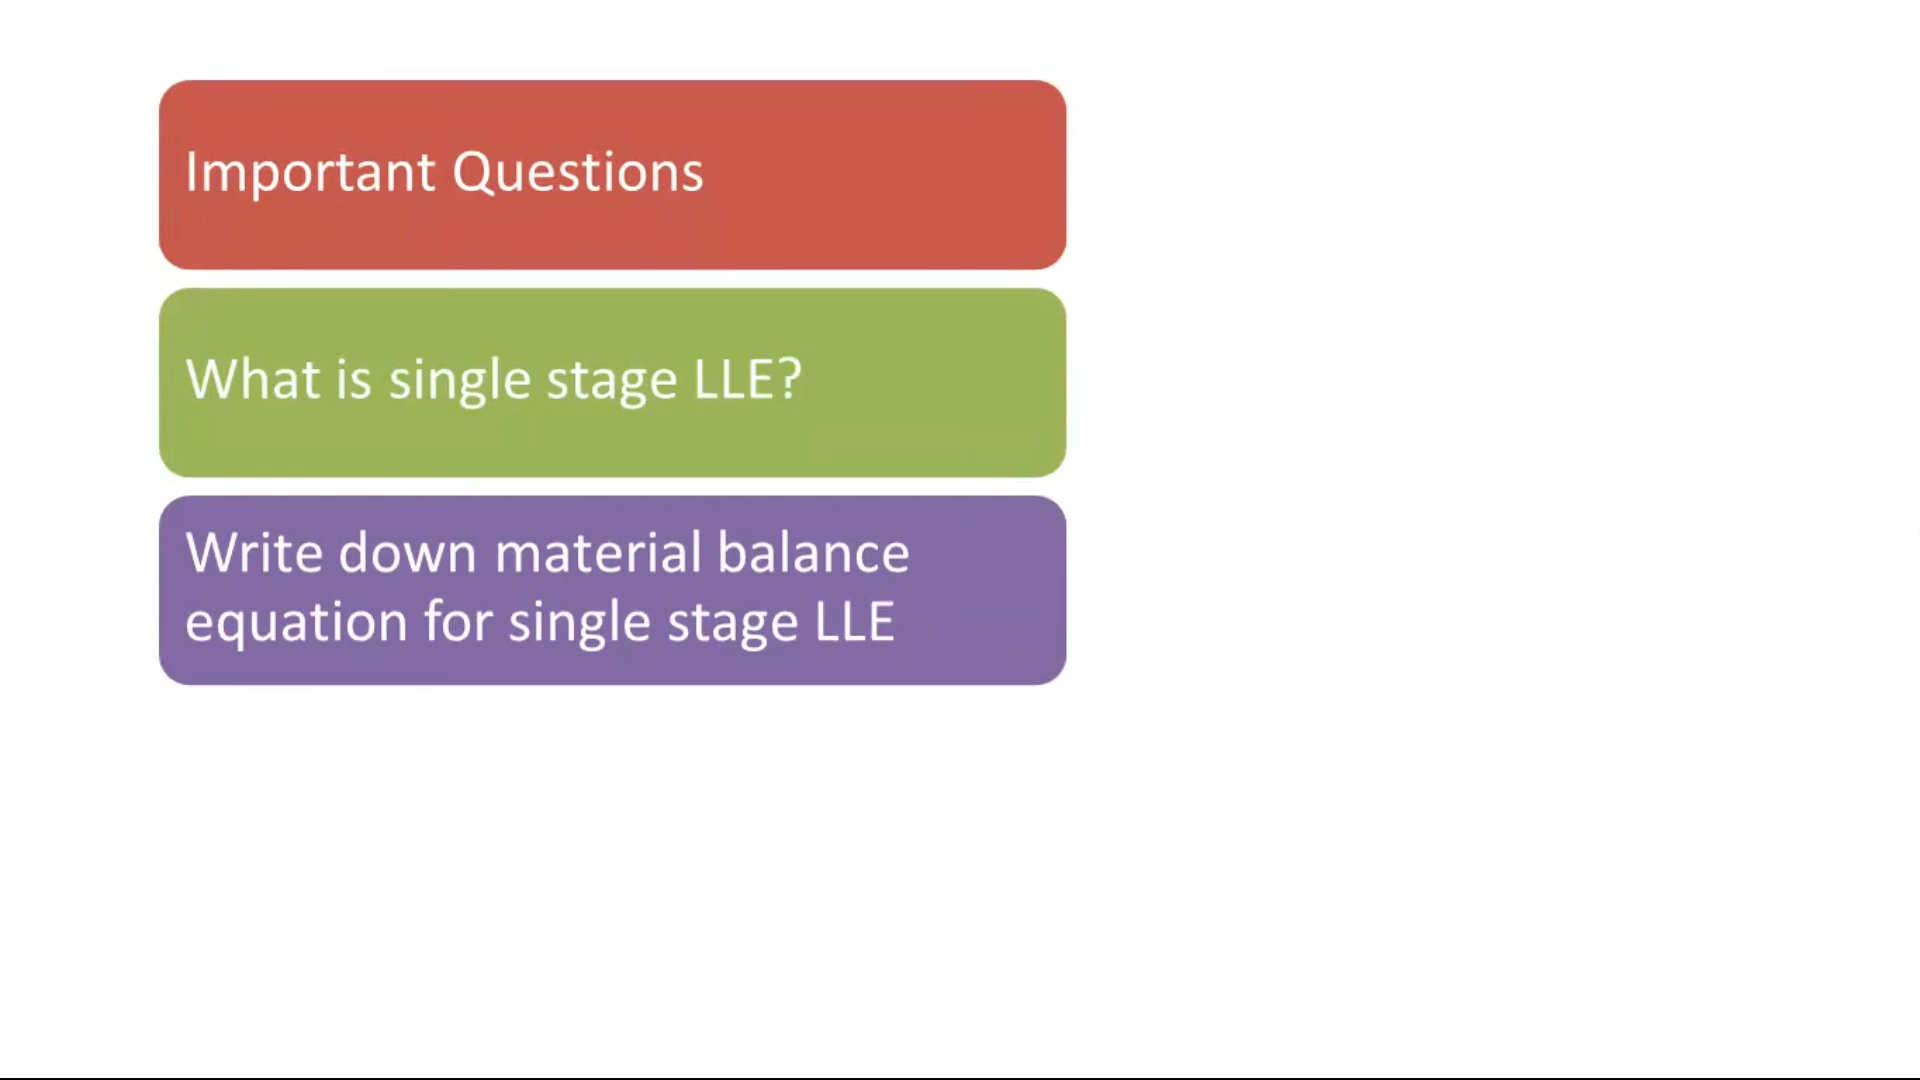 Important Questions
What is single stage LLE?
Write down material balance
equation for single stage LLE